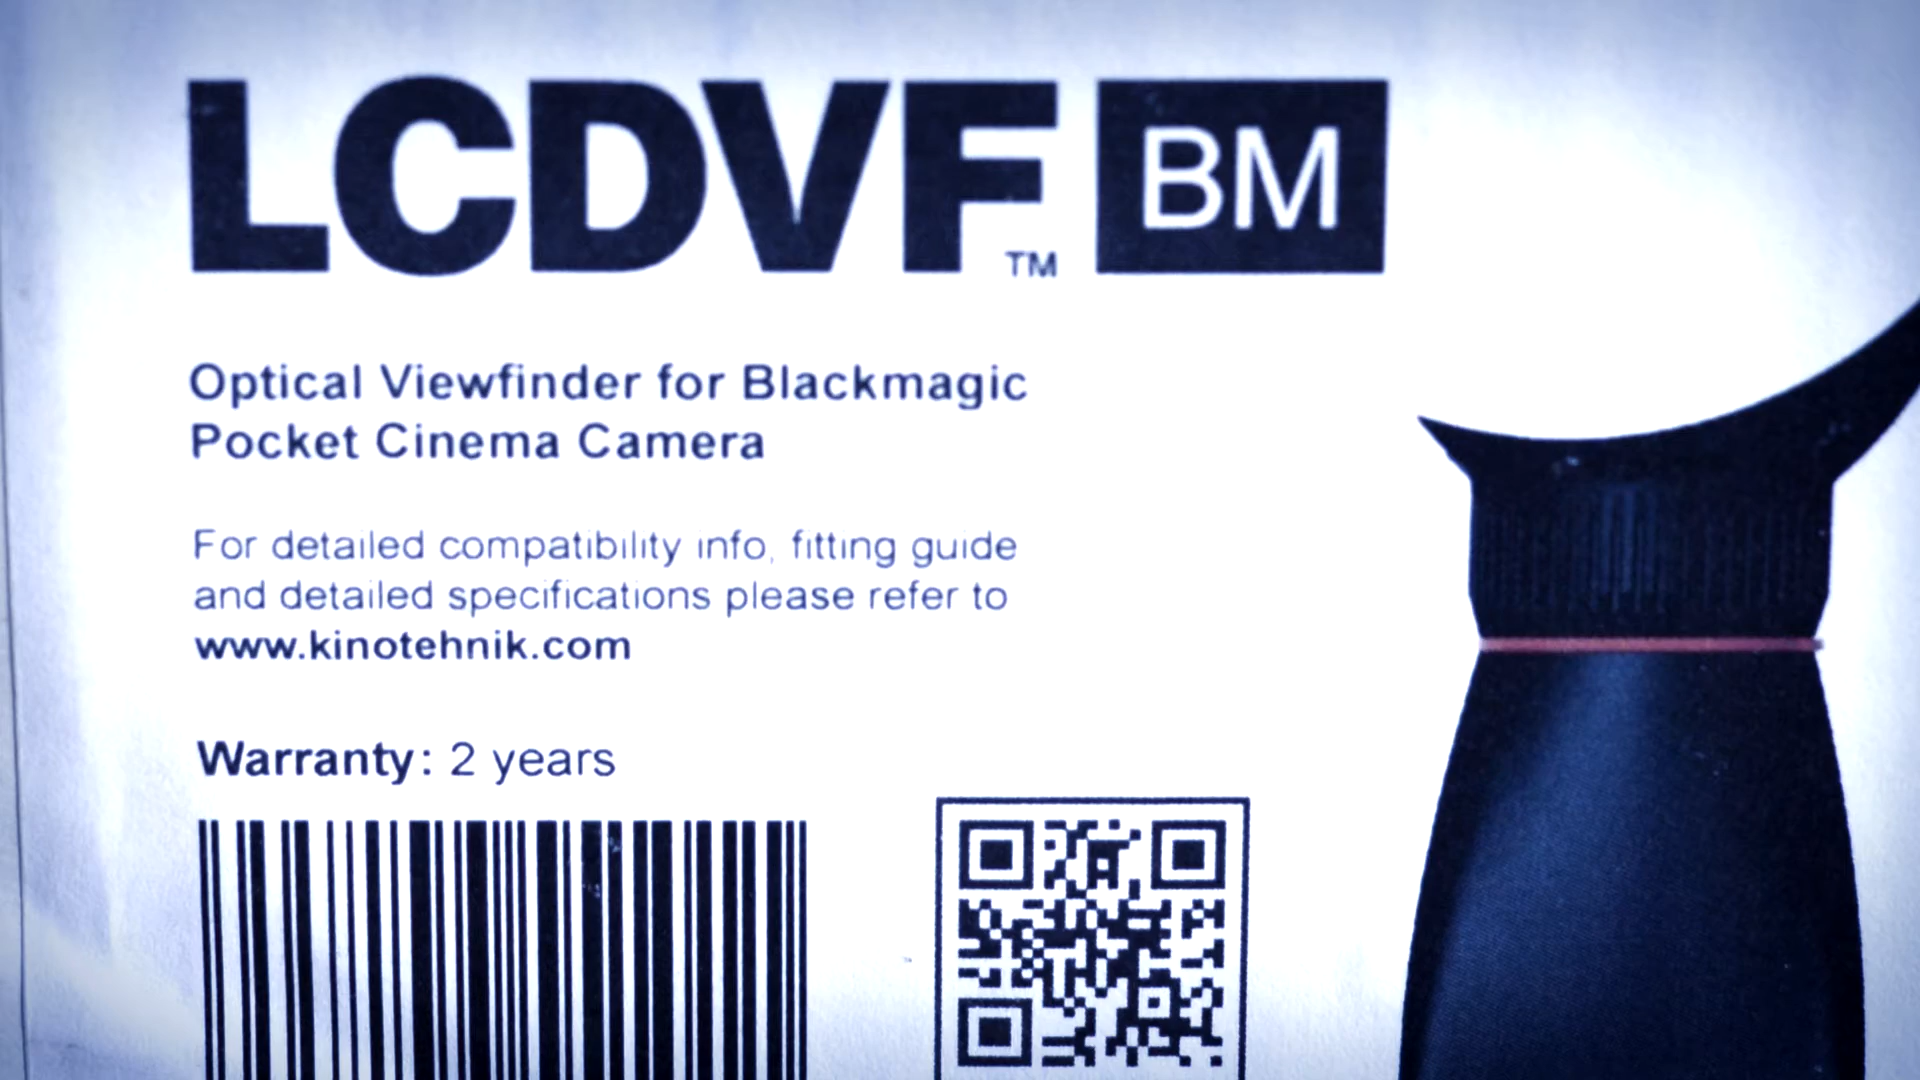 LCDVF™ BM
Optical Viewfinder for Blackmagic
Pocket Cinema Camera
For detailed compatibility info, fitting guide
and detailed specifications please refer to
www.kinotehnik.com
Warranty: 2 years